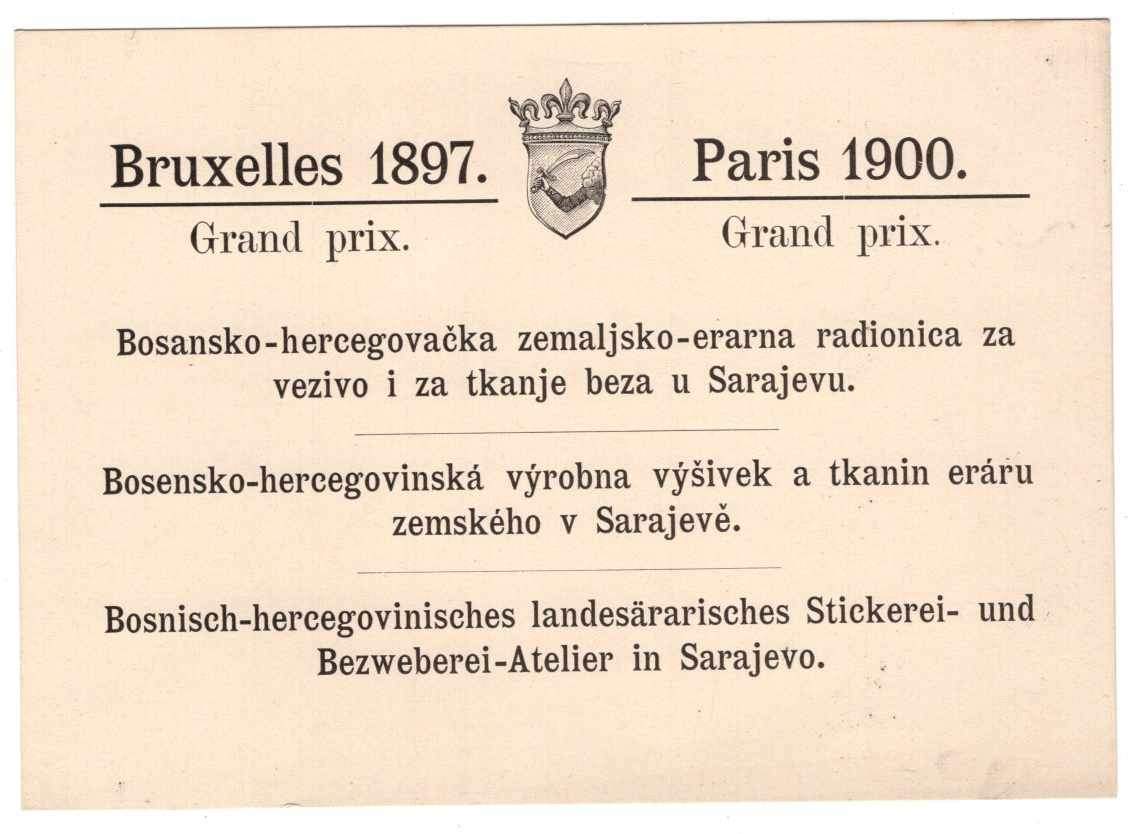 Bruxelles 1897.
Grand prix.
Paris 1900.
Grand prix.
Bosansko-hercegovačka zemaljsko-erarna radionica za
vezivo i za tkanje beza u Sarajevu.
Bosensko-hercegovinská výrobna výšivek a tkanin eráru
zemského v Sarajevě.
Bosnisch-hercegovinisches landesärarisches Stickerei- und
Bezweberei-Atelier in Sarajevo.